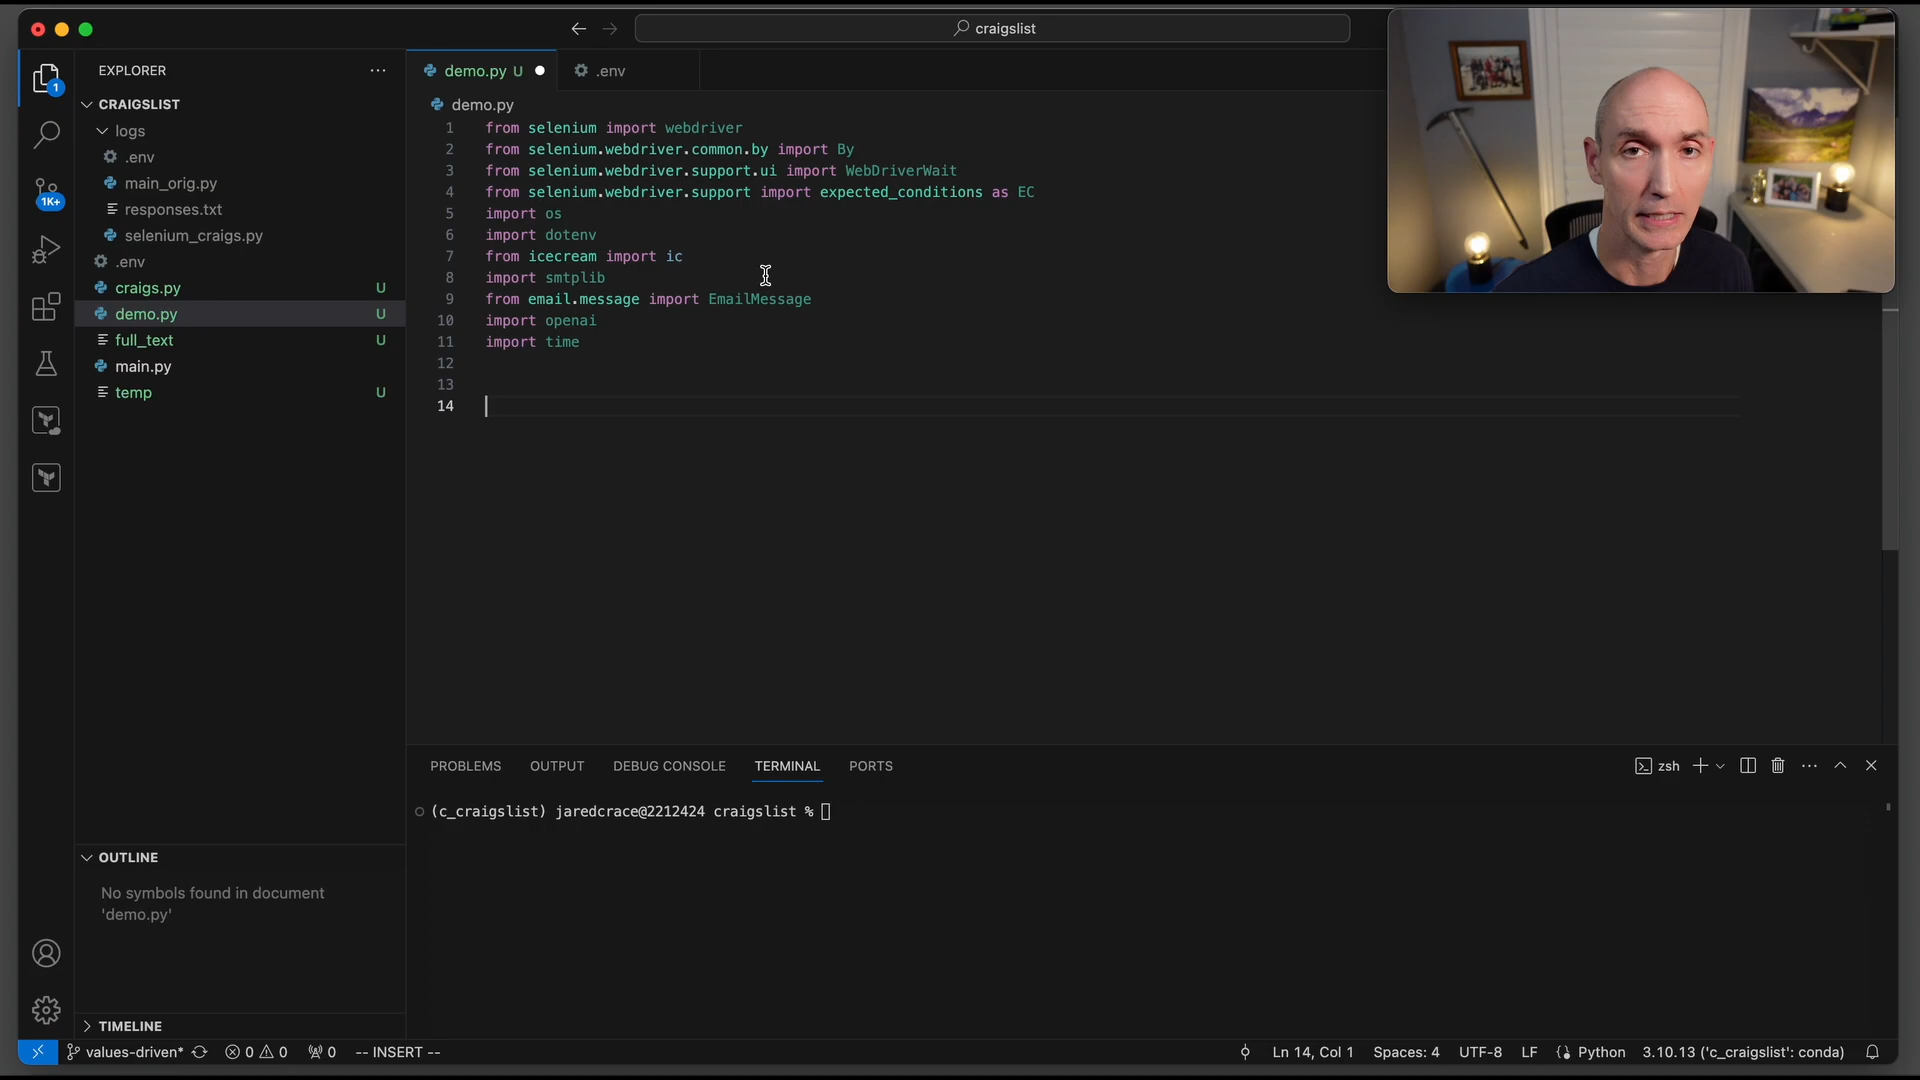 craigslist
EXPLORER
1
CRAIGSLIST
logs
.env
main_orig.py
responses.txt
selenium_craigs.py
.env
craigs.py U
demo.py U
full_text U
main.py
temp U
1K+
OUTLINE
No symbols found in document
'demo.py'
TIMELINE
demo.py U
.env
demo.py
1 from selenium import webdriver
2 from selenium.webdriver.common.by import By
3 from selenium.webdriver.support.ui import WebDriverWait
4 from selenium.webdriver.support import expected_conditions as EC
5 import os
6 import dotenv
7 from icecream import ic
8 import smtplib
9 from email.message import EmailMessage
10 import openai
11 import time
12
13
14
PROBLEMS OUTPUT DEBUG CONSOLE TERMINAL PORTS
zsh
(c_craigslist) jaredcrace@2212424 craigslist %
values-driven* 0 0 0 -- INSERT -- Ln 14, Col 1 Spaces: 4 UTF-8 LF Python 3.10.13 ('c_craigslist': conda)